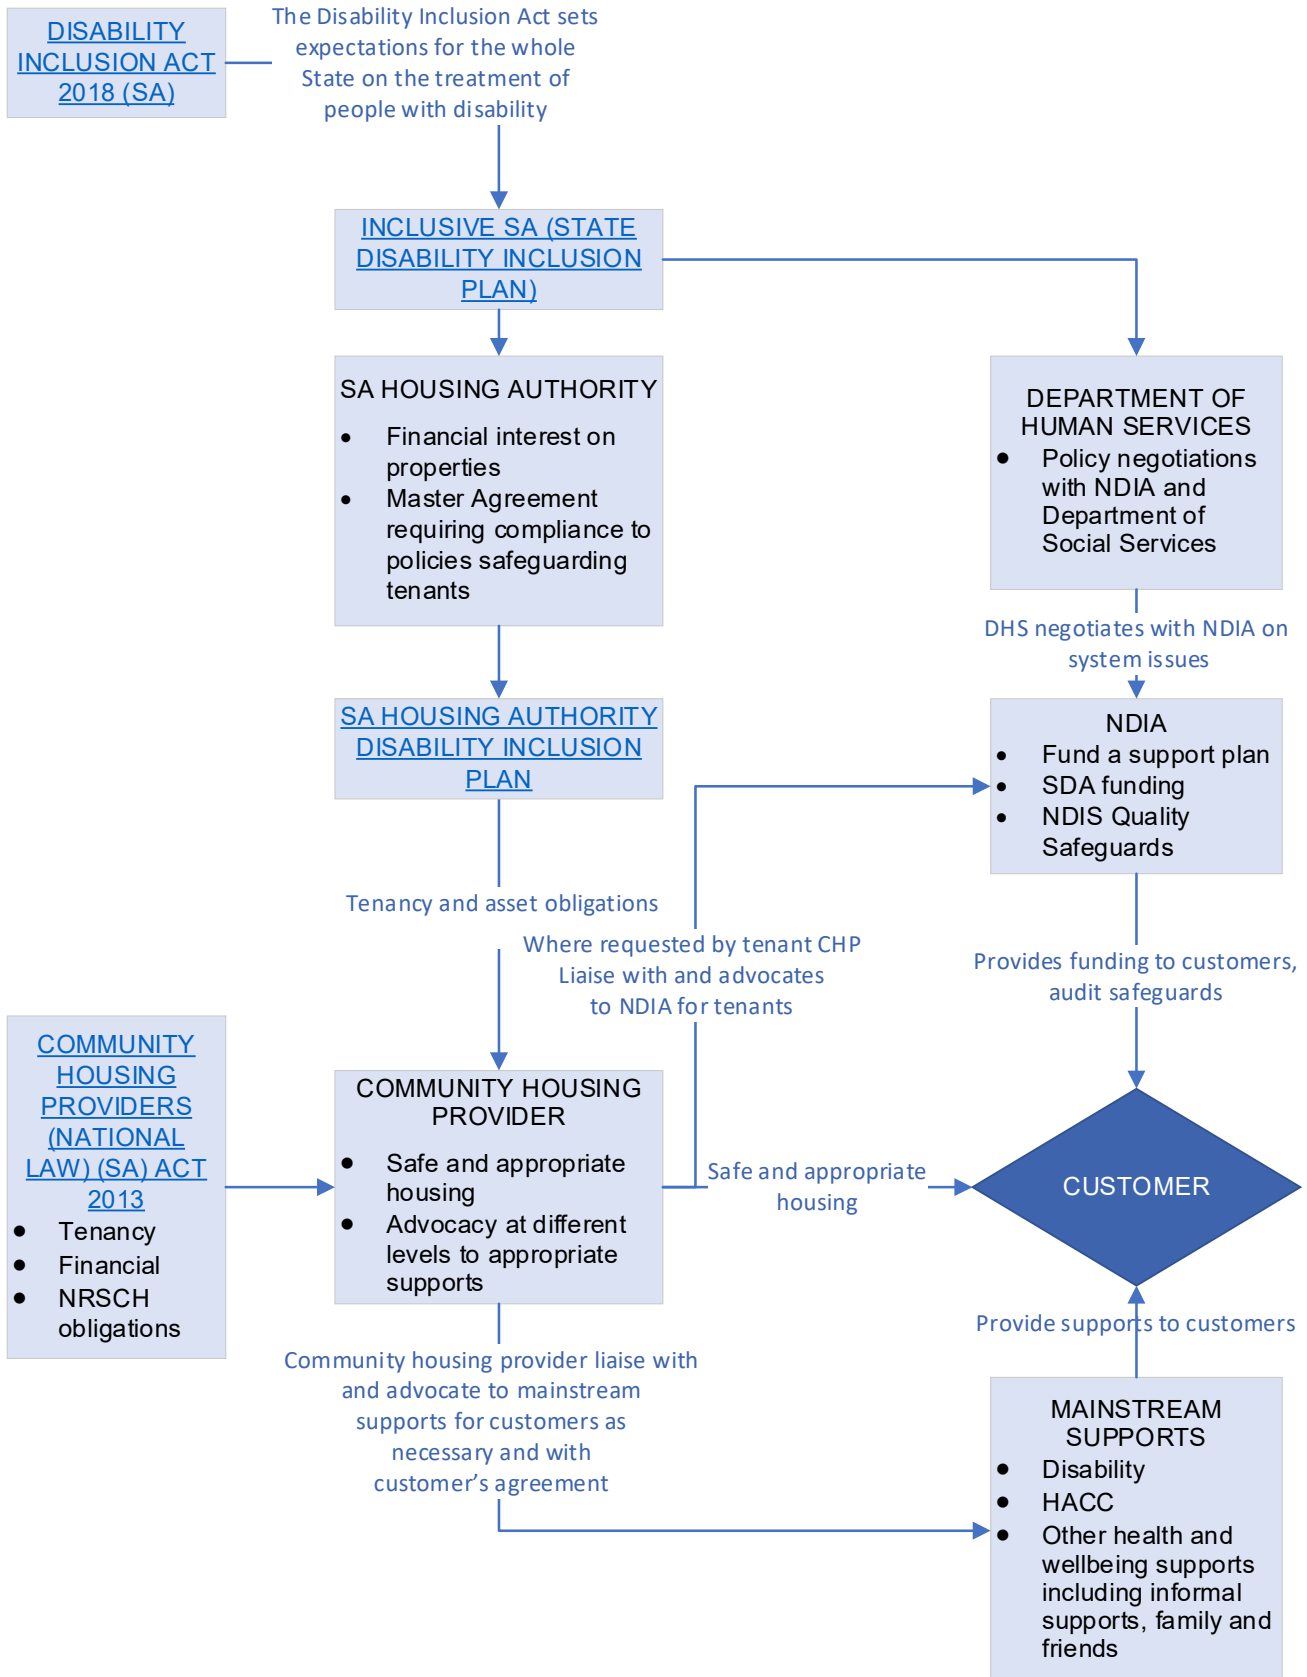 DISABILITY
INCLUSION ACT
2018 (SA)
The Disability Inclusion Act sets
expectations for the whole
State on the treatment of
people with disability
INCLUSIVE SA (STATE
DISABILITY INCLUSION
PLAN)
SA HOUSING AUTHORITY
• Financial interest on
properties
• Master Agreement
requiring compliance to
policies safeguarding
tenants
DEPARTMENT OF
HUMAN SERVICES
• Policy negotiations
with NDIA and
Department of
Social Services
DHS negotiates with NDIA on
system issues
SA HOUSING AUTHORITY
DISABILITY INCLUSION
PLAN
NDIA
• Fund a support plan
• SDA funding
• NDIS Quality
Safeguards
Tenancy and asset obligations
Where requested by tenant CHP
Liaise with and advocates
to NDIA for tenants
Provides funding to customers,
audit safeguards
COMMUNITY
HOUSING
PROVIDERS
(NATIONAL
LAW) (SA) ACT
2013
• Tenancy
• Financial
• NRSCH
obligations
COMMUNITY HOUSING
PROVIDER
• Safe and appropriate
housing
• Advocacy at different
levels to appropriate
supports
Safe and appropriate
housing
CUSTOMER
Provide supports to customers
Community housing provider liaise with
and advocate to mainstream
supports for customers as
necessary and with
customer’s agreement
MAINSTREAM
SUPPORTS
• Disability
• HACC
• Other health and
wellbeing supports
including informal
supports, family and
friends